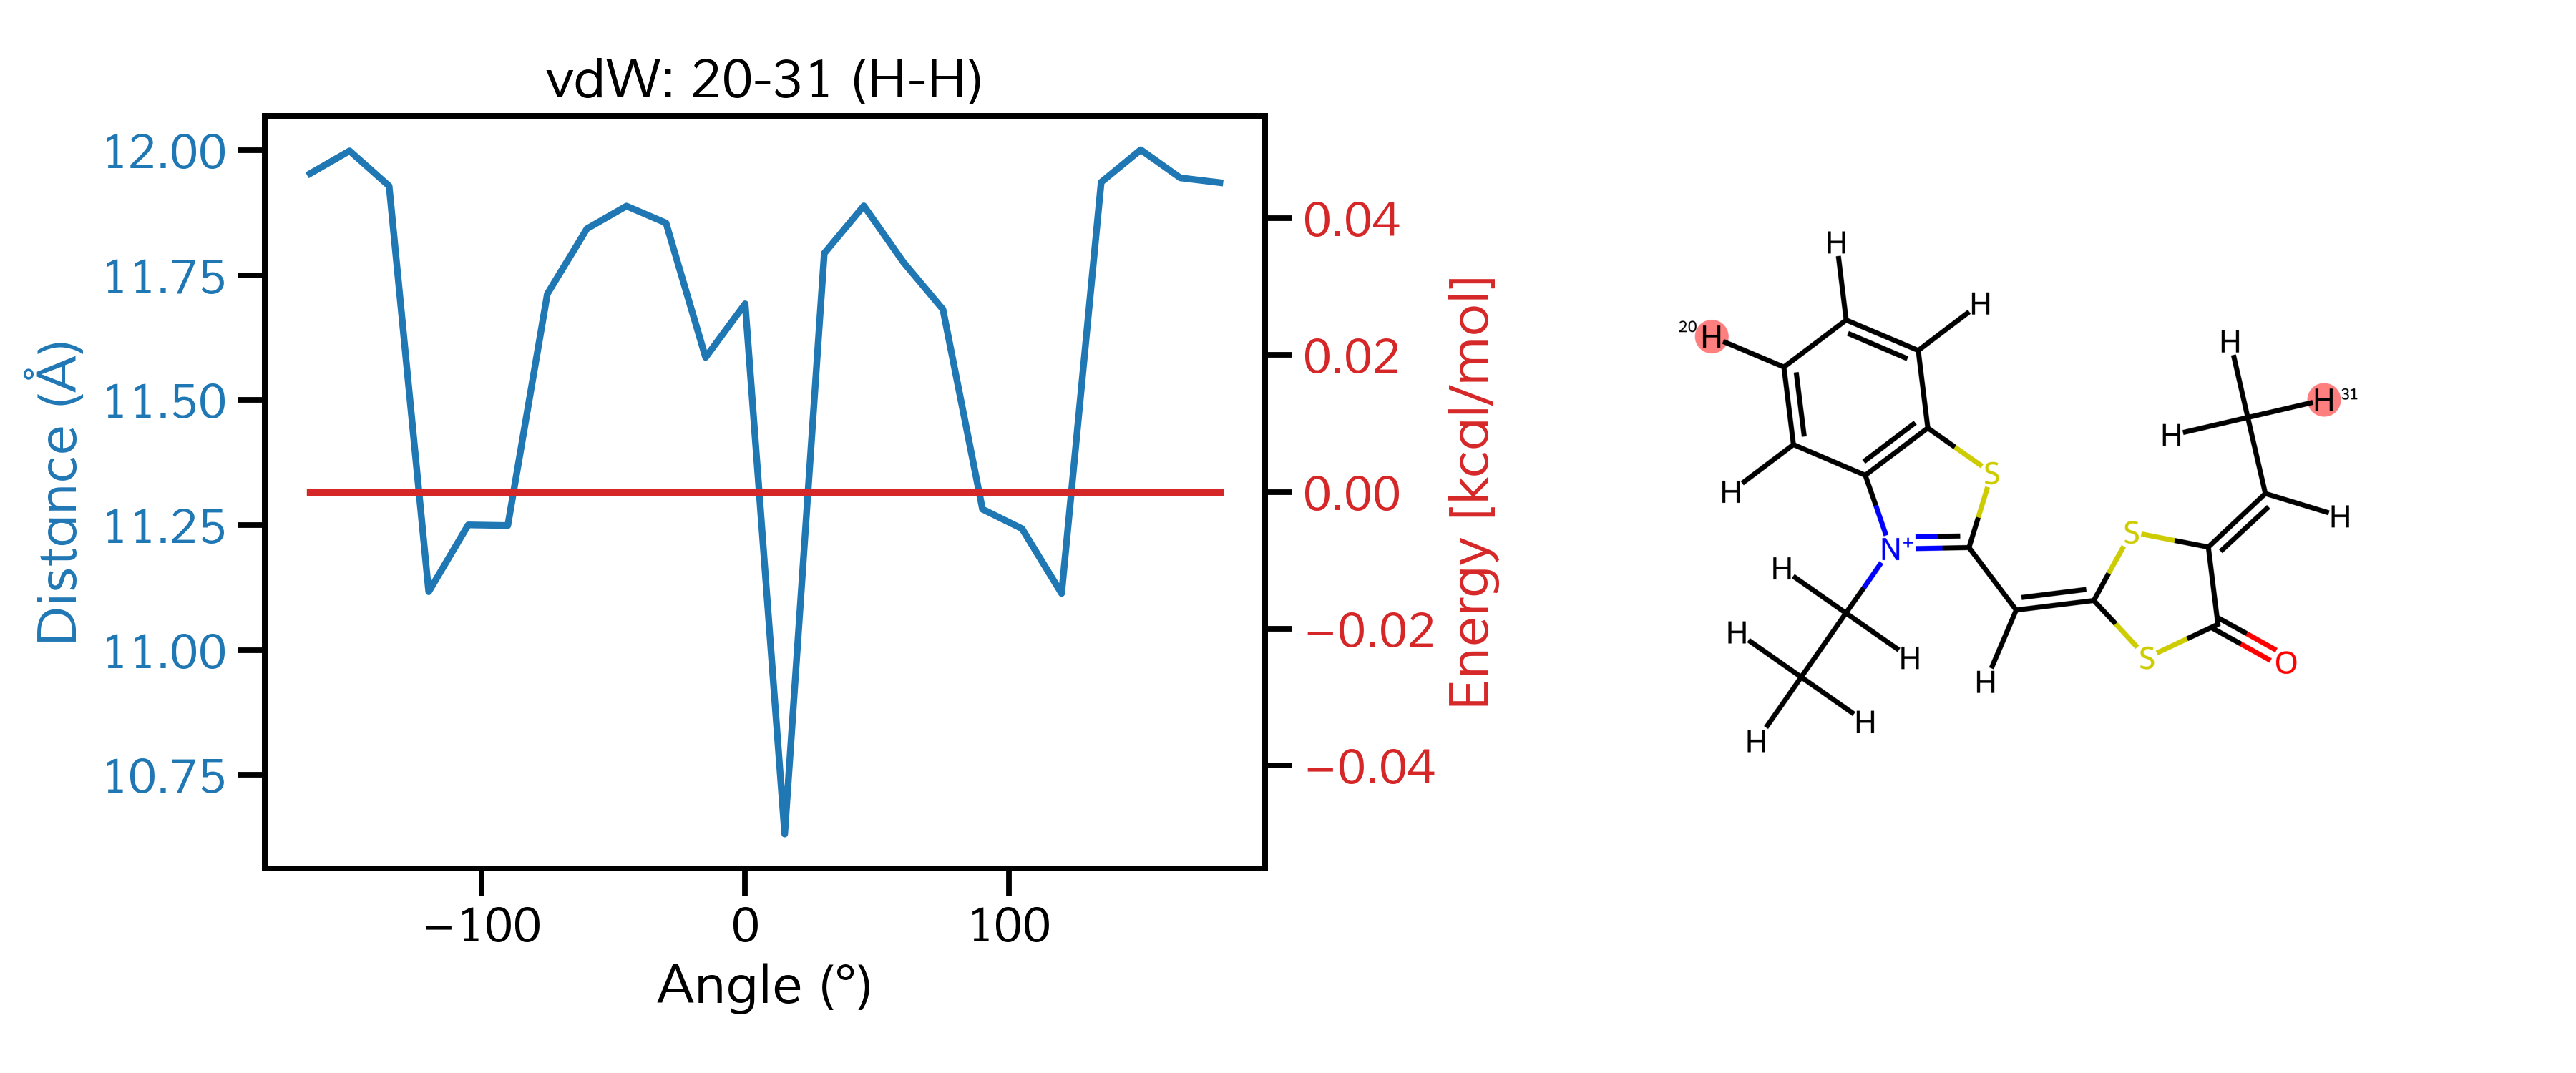 vdW: 20-31 (H-H)
Distance (Å)
12.00
11.75
11.50
11.25
11.00
10.75
0.04
0.02
0.00
−0.02
−0.04
Energy [kcal/mol]
−100
0
100
Angle (°)
H
H
20 H
H
H 31
H
H
S
H
H
S
N+
H
H
H
S
O
H
H
H